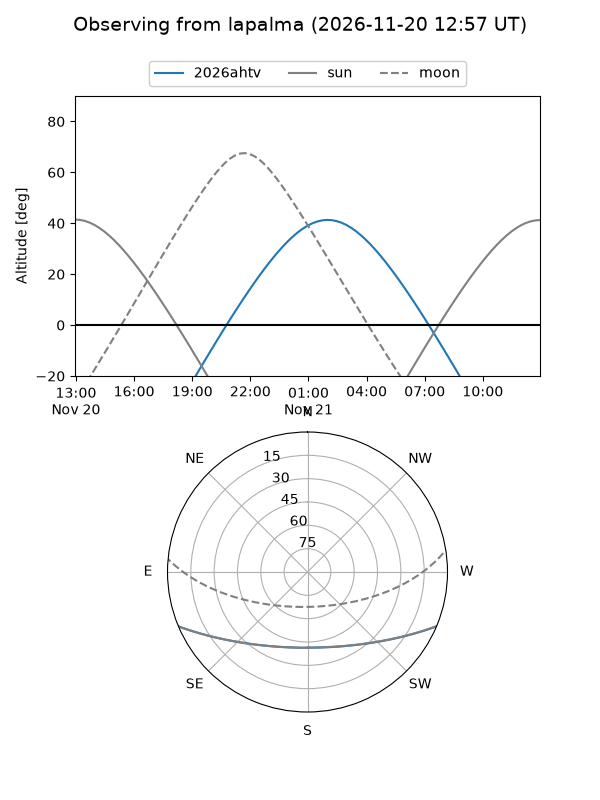 Observing from lapalma (2026-11-20 12:57 UT)
2026ahtv sun moon
Altitude [deg]
80
60
40
20
0
−20
13:00 16:00 19:00 22:00 01:00 04:00 07:00 10:00
Nov 20 Nov 21
N
NE NW
15
30
45
60
75
E W
SE SW
S